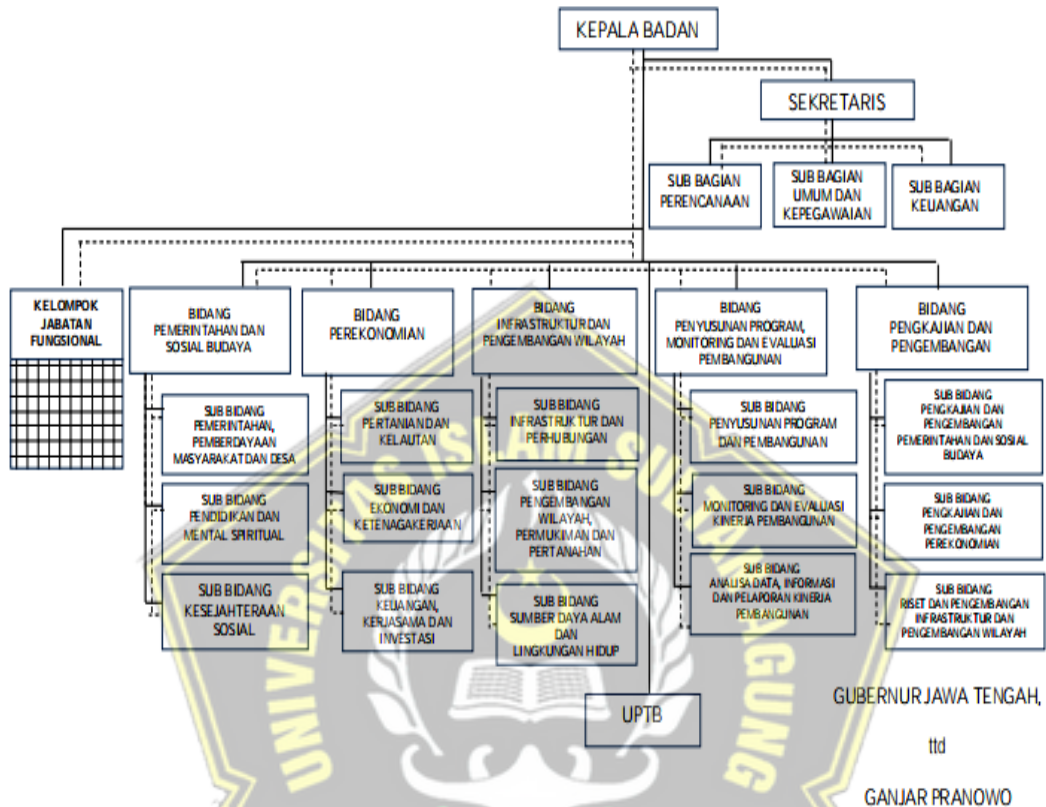 KEPALA BADAN
SEKRETARIS
SUB BAGIAN
PERENCANAAN
SUB BAGIAN
UMUM DAN
KEPEGAWAIAN
SUB BAGIAN
KEUANGAN
KELOMPOK
JABATAN
FUNGSIONAL
BIDANG
PEMERINTAHAN DAN
SOSIAL BUDAYA
BIDANG
PEREKONOMIAN
BIDANG
INFRASTRUKTUR DAN
PENGEMBANGAN WILAYAH
BIDANG
PENYUSUNAN PROGRAM,
MONITORING DAN EVALUASI
PEMBANGUNAN
BIDANG
PENGKAJIAN DAN
PENGEMBANGAN
SUB BIDANG
PEMERINTAHAN,
PEMBERDAYAAN
MASYARAKAT DAN DESA
SUB BIDANG
PERTANIAN DAN
KELAUTAN
SUB BIDANG
INFRASTRUKTUR DAN
PERHUBUNGAN
SUB BIDANG
PENYUSUNAN PROGRAM
DAN PEMBANGUNAN
SUB BIDANG
PENGKAJIAN DAN
PENGEMBANGAN
PEMERINTAHAN DAN SOSIAL
BUDAYA
SUB BIDANG
PENDIDIKAN DAN
MENTAL SPIRITUAL
SUB BIDANG
EKONOMI DAN
KETENAGAKERJAAN
SUB BIDANG
PENGEMBANGAN
WILAYAH,
PERMUKIMAN DAN
PERTANAHAN
SUB BIDANG
MONITORING DAN EVALUASI
KINERJA PEMBANGUNAN
SUB BIDANG
PENGKAJIAN DAN
PENGEMBANGAN
PEREKONOMIAN
SUB BIDANG
KESEJAHTERAAN
SOSIAL
SUB BIDANG
KEUANGAN,
KERJASAMA DAN
INVESTASI
SUB BIDANG
SUMBER DAYA ALAM
DAN
LINGKUNGAN HIDUP
SUB BIDANG
ANALISA DATA, INFORMASI
DAN PELAPORAN KINERJA
PEMBANGUNAN
SUB BIDANG
RISET DAN PENGEMBANGAN
INFRASTRUKTUR DAN
PENGEMBANGAN WILAYAH
UPTB
GUBERNUR JAWA TENGAH,
ttd
GANJAR PRANOWO
UNIVERSITAS ISLAM SULTAN AGUNG